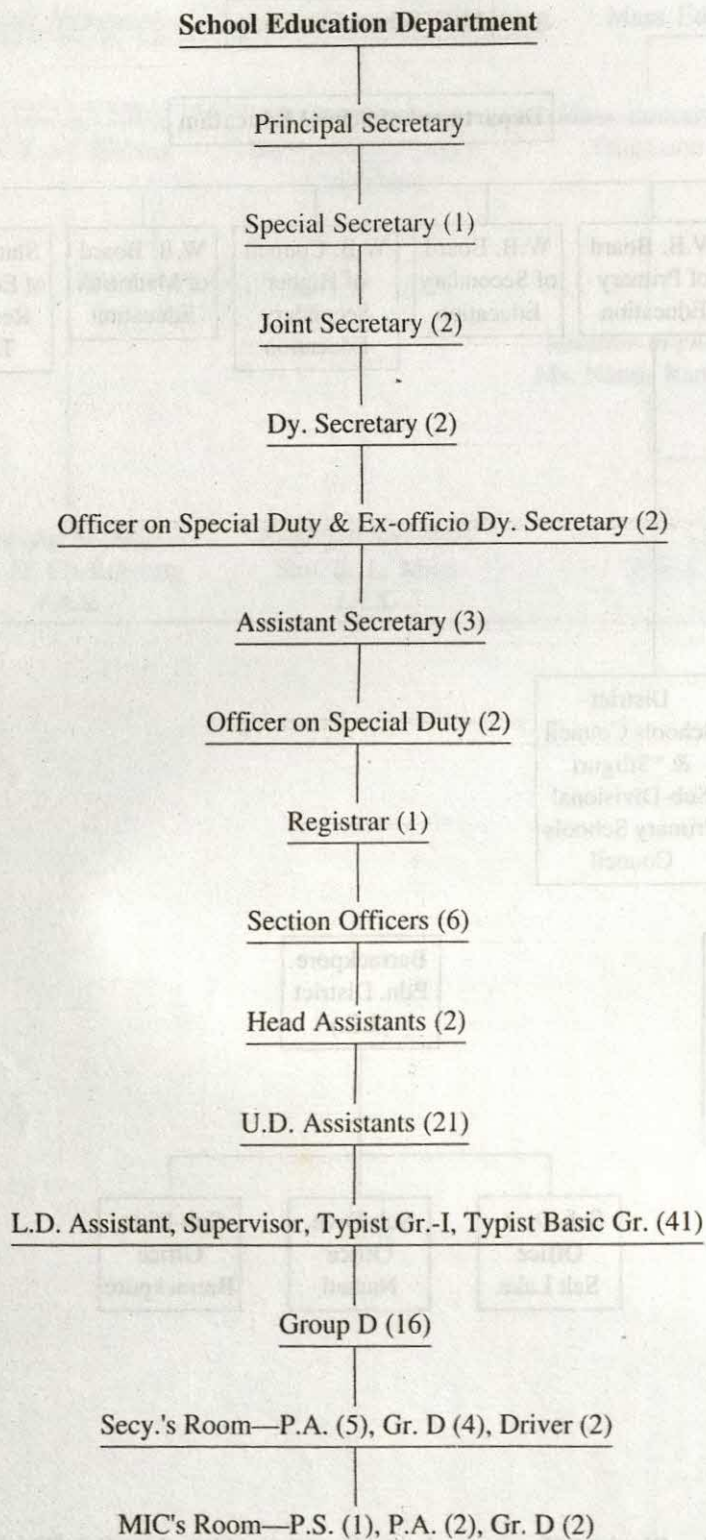 School Education Department
Principal Secretary
Special Secretary (1)
Joint Secretary (2)
Dy. Secretary (2)
Officer on Special Duty & Ex-officio Dy. Secretary (2)
Assistant Secretary (3)
Officer on Special Duty (2)
Registrar (1)
Section Officers (6)
Head Assistants (2)
U.D. Assistants (21)
L.D. Assistant, Supervisor, Typist Gr.-I, Typist Basic Gr. (41)
Group D (16)
Secy.'s Room—P.A. (5), Gr. D (4), Driver (2)
MIC's Room—P.S. (1), P.A. (2), Gr. D (2)